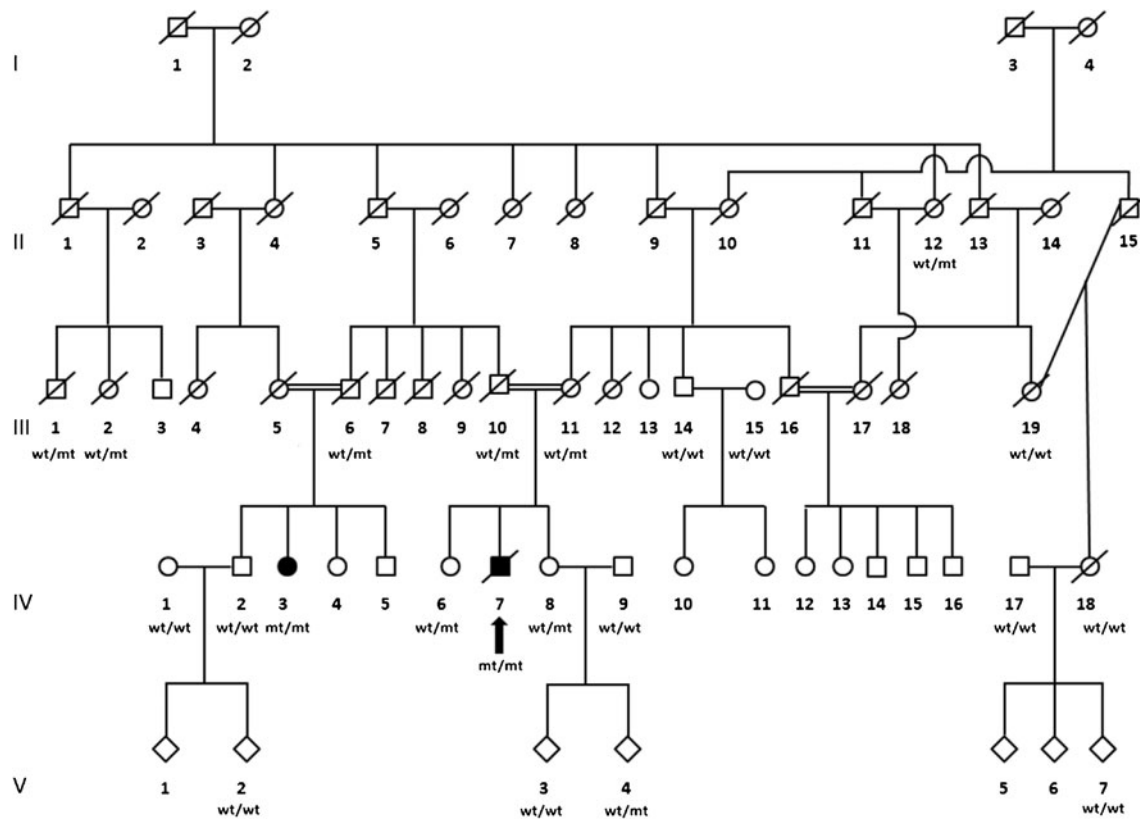 I
1 2 3 4
II
1 2 3 4 5 6 7 8 9 10 11 12 13 14 15
wt/mt
III
1 2 3 4 5 6 7 8 9 10 11 12 13 14 15 16 17 18 19
wt/mt wt/mt wt/mt wt/mt wt/mt wt/wt wt/wt wt/wt
IV
1 2 3 4 5 6 7 8 9 10 11 12 13 14 15 16 17 18
wt/wt wt/wt mt/mt wt/mt wt/mt wt/wt wt/wt wt/wt
mt/mt
V
1 2 3 4 5 6 7
wt/wt wt/wt wt/mt wt/wt